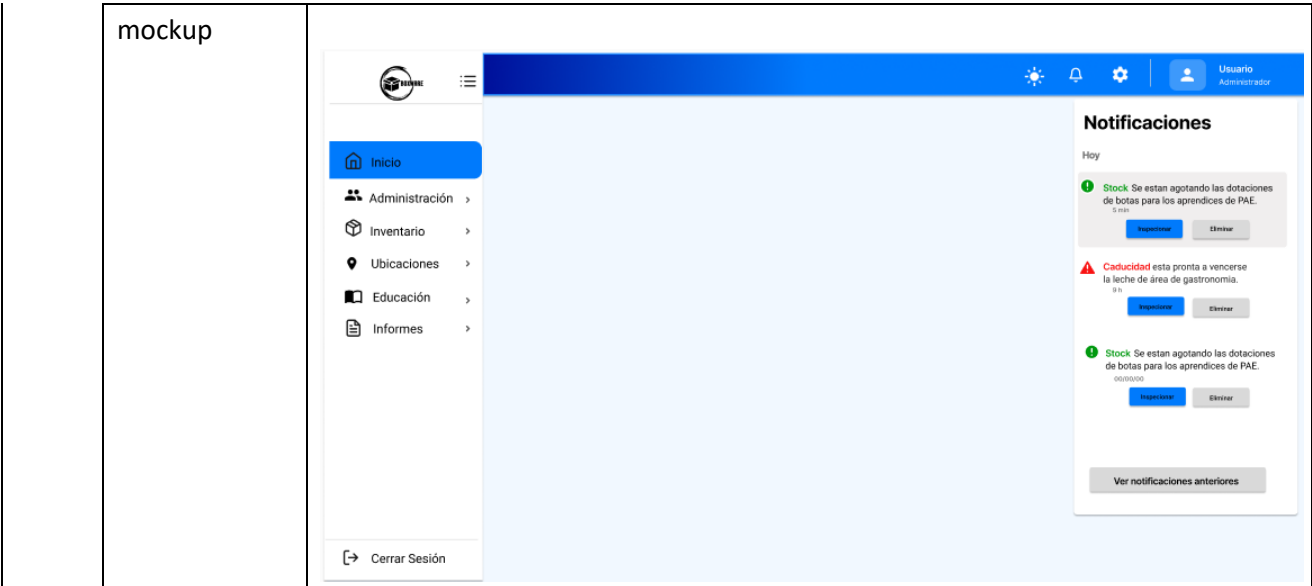 mockup
Usuario
Administrador
Notificaciones
Hoy
Inicio
Stock Se estan agotando las dotaciones
de botas para los aprendices de PAE.
5 min
Inspecionar Eliminar
Administración
Inventario
Ubicaciones
Caducidad esta pronta a vencerse
la leche de área de gastronomia.
9 h
Inspecionar Eliminar
Educación
Informes
Stock Se estan agotando las dotaciones
de botas para los aprendices de PAE.
00/00/00
Inspecionar Eliminar
Ver notificaciones anteriores
Cerrar Sesión